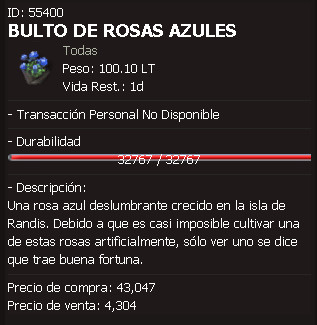 ID: 55400
BULTO DE ROSAS AZULES
Todas
Peso: 100.10 LT
Vida Rest.: 1d
- Transacción Personal No Disponible
- Durabilidad
32767 / 32767
- Descripción:
Una rosa azul deslumbrante crecido en la isla de
Randis. Debido a que es casi imposible cultivar una
de estas rosas artificialmente, sólo ver uno se dice
que trae buena fortuna.
Precio de compra: 43,047
Precio de venta: 4,304